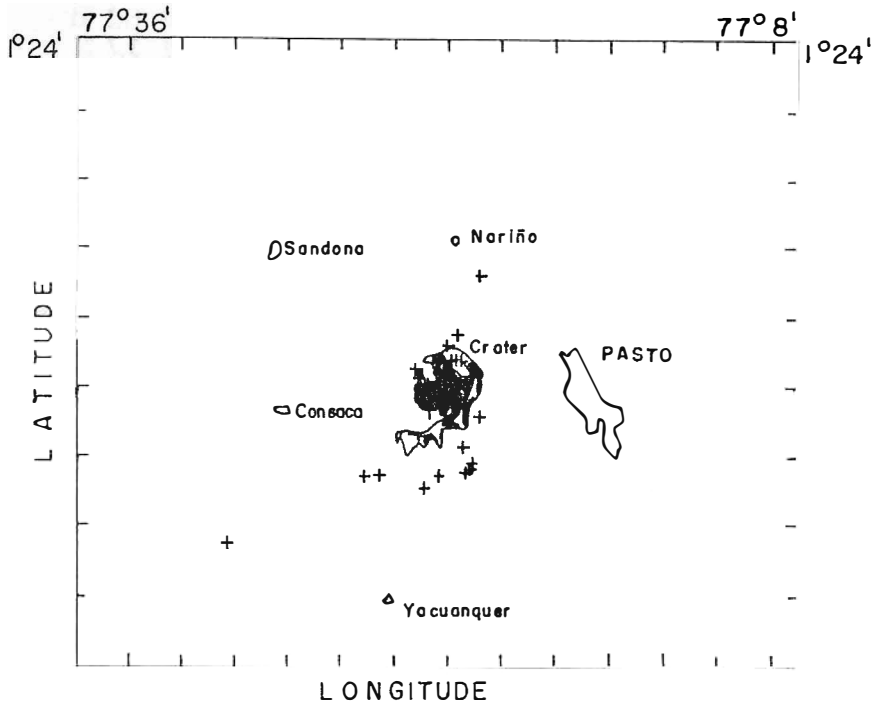 77°36' 77°8'
1°24' 1°24'
Nariño
Sandona
Crater
PASTO
Consaca
Yacuanquer
LATITUDE
LONGITUDE